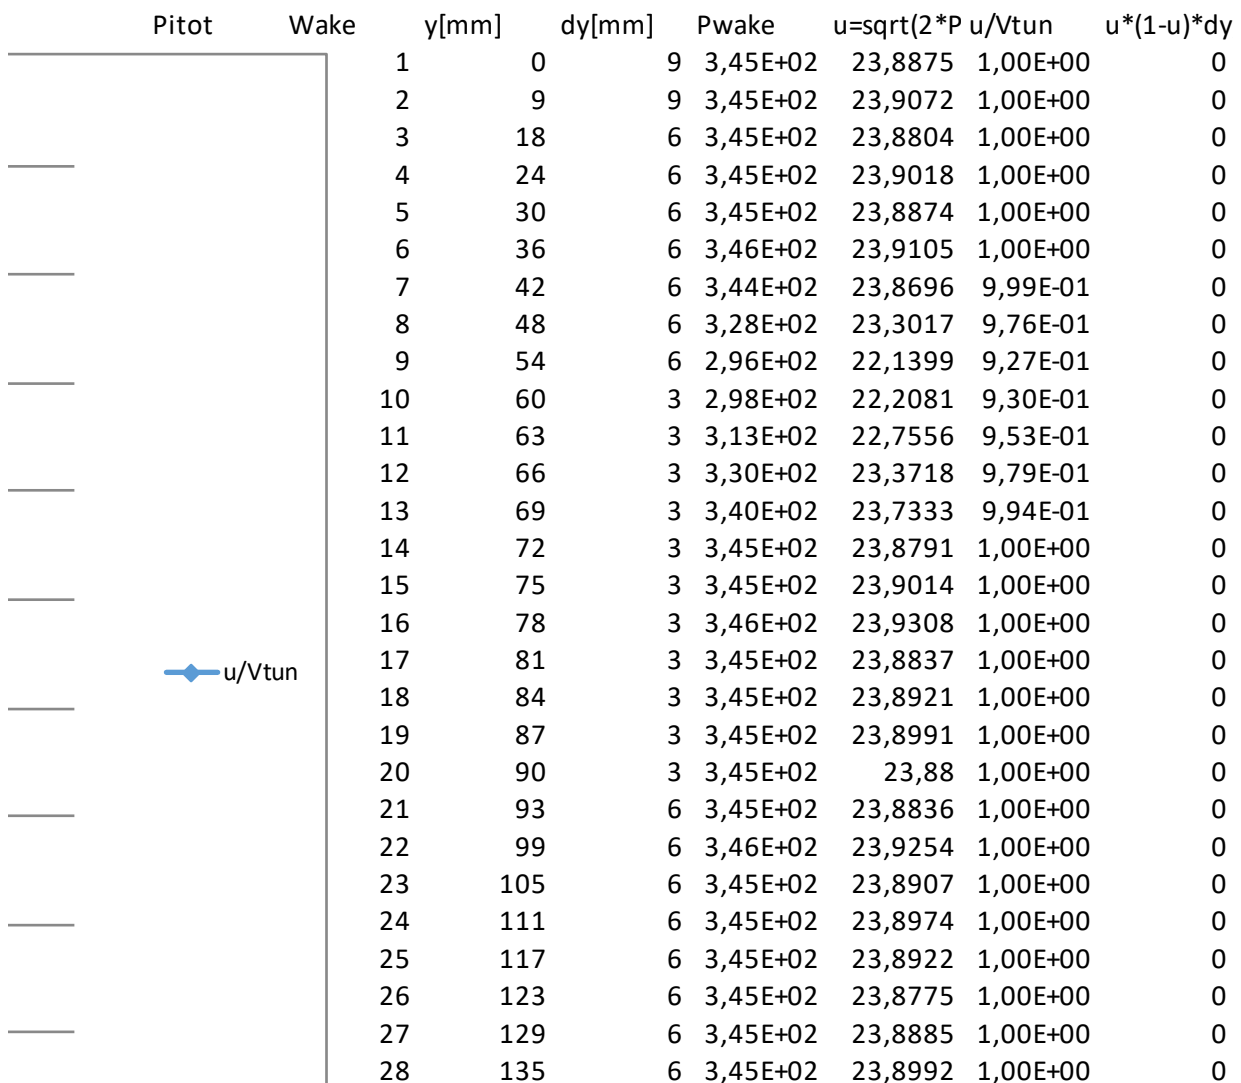 Pitot Wake y[mm] dy[mm] Pwake u=sqrt(2*P u/Vtun u*(1-u)*dy
1 0 9 3,45E+02 23,8875 1,00E+00 0
2 9 9 3,45E+02 23,9072 1,00E+00 0
3 18 6 3,45E+02 23,8804 1,00E+00 0
4 24 6 3,45E+02 23,9018 1,00E+00 0
5 30 6 3,45E+02 23,8874 1,00E+00 0
6 36 6 3,46E+02 23,9105 1,00E+00 0
7 42 6 3,44E+02 23,8696 9,99E-01 0
8 48 6 3,28E+02 23,3017 9,76E-01 0
9 54 6 2,96E+02 22,1399 9,27E-01 0
10 60 3 2,98E+02 22,2081 9,30E-01 0
11 63 3 3,13E+02 22,7556 9,53E-01 0
12 66 3 3,30E+02 23,3718 9,79E-01 0
13 69 3 3,40E+02 23,7333 9,94E-01 0
14 72 3 3,45E+02 23,8791 1,00E+00 0
15 75 3 3,45E+02 23,9014 1,00E+00 0
16 78 3 3,46E+02 23,9308 1,00E+00 0
17 81 3 3,45E+02 23,8837 1,00E+00 0
u/Vtun
18 84 3 3,45E+02 23,8921 1,00E+00 0
19 87 3 3,45E+02 23,8991 1,00E+00 0
20 90 3 3,45E+02 23,88 1,00E+00 0
21 93 6 3,45E+02 23,8836 1,00E+00 0
22 99 6 3,46E+02 23,9254 1,00E+00 0
23 105 6 3,45E+02 23,8907 1,00E+00 0
24 111 6 3,45E+02 23,8974 1,00E+00 0
25 117 6 3,45E+02 23,8922 1,00E+00 0
26 123 6 3,45E+02 23,8775 1,00E+00 0
27 129 6 3,45E+02 23,8885 1,00E+00 0
28 135 6 3,45E+02 23,8992 1,00E+00 0